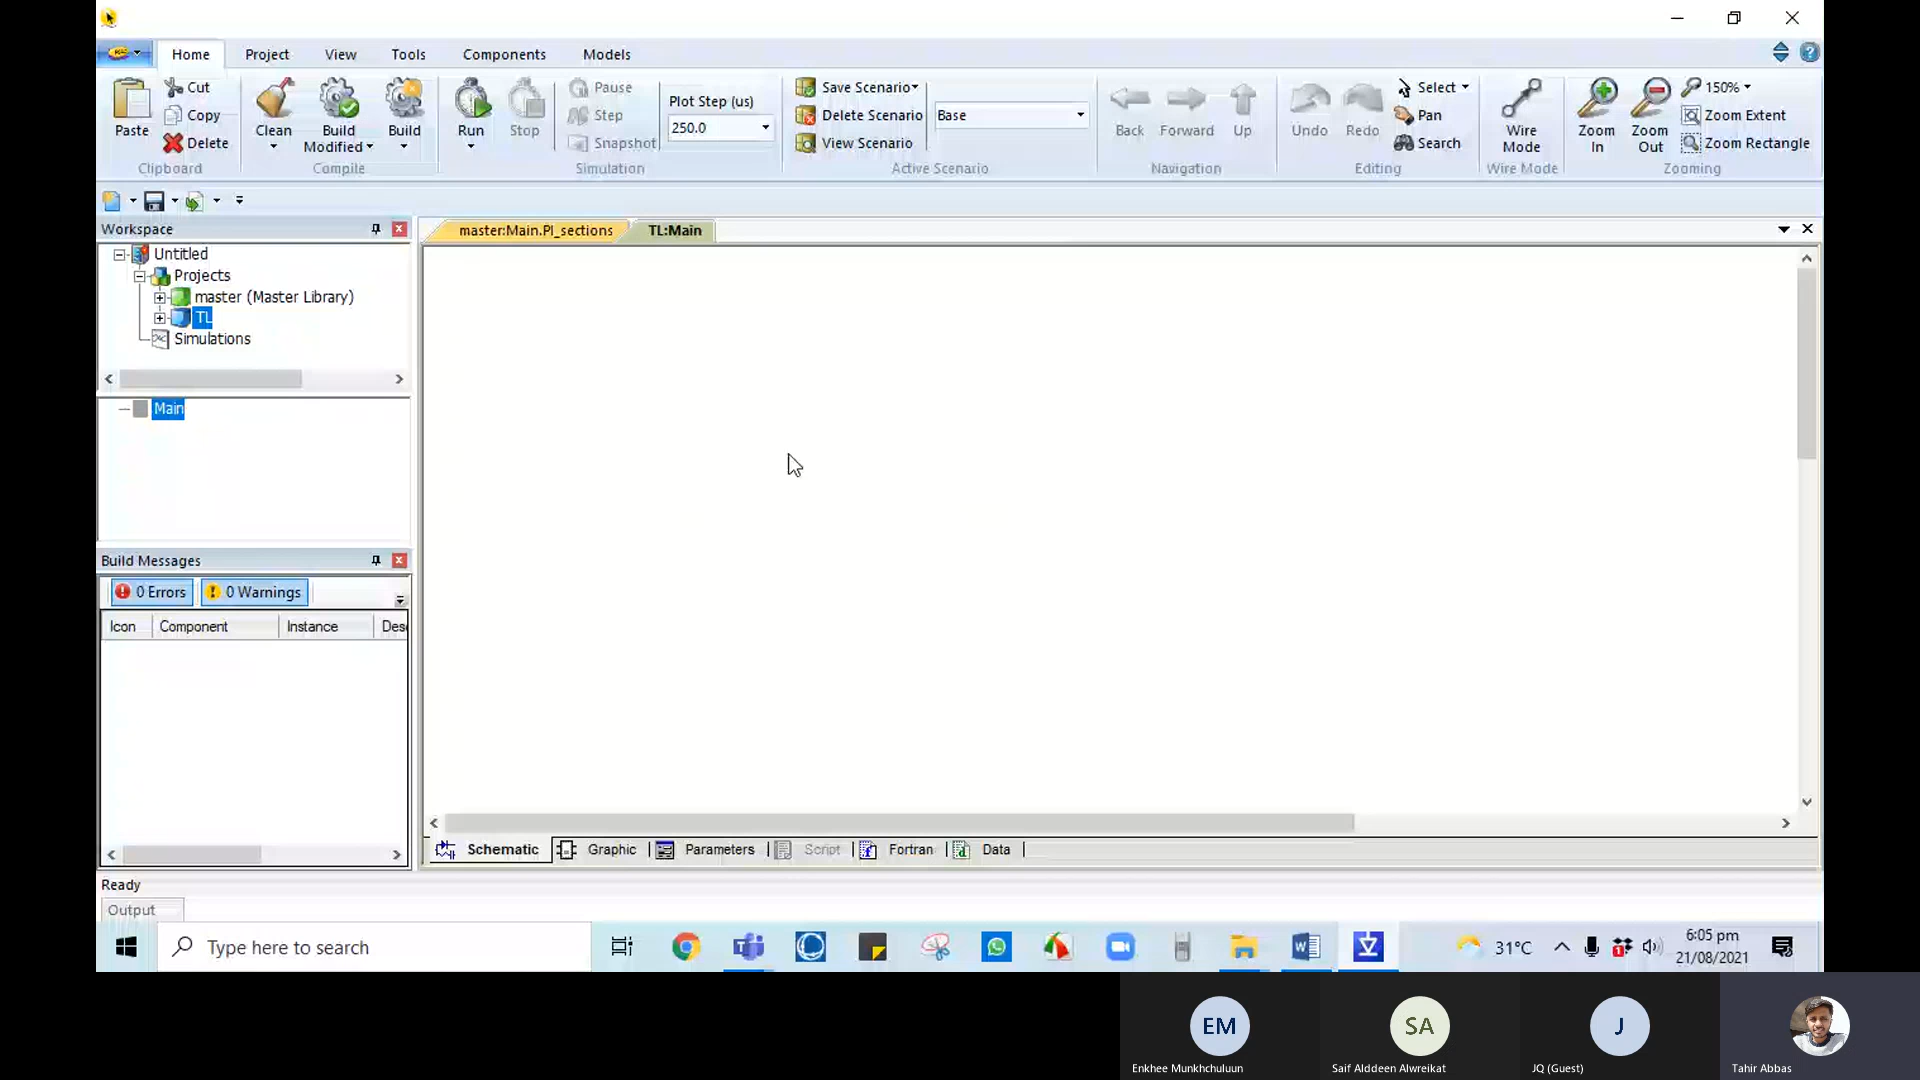 Home Project View Tools Components Models
Paste Cut Copy Delete Clipboard
Clean Build Modified Build Compile
Run Stop Pause Step Snapshot Simulation
Plot Step (us) 250.0
Save Scenario Delete Scenario View Scenario Base Active Scenario
Back Forward Up Navigation
Undo Redo Select Pan Search Editing
Wire Mode Wire Mode
Zoom In Zoom Out 150% Zoom Extent Zoom Rectangle Zooming
Workspace
Untitled
Projects
master (Master Library)
TL
Simulations
Main
Build Messages
0 Errors 0 Warnings
Icon Component Instance Des
master:Main.PI_sections TL:Main
Schematic Graphic Parameters Script Fortran Data
Ready
Output
Type here to search
31°C
6:05 pm
21/08/2021
EM SA J
Enkhee Munkhchuluun Saif Alddeen Alwreikat JQ (Guest) Tahir Abbas